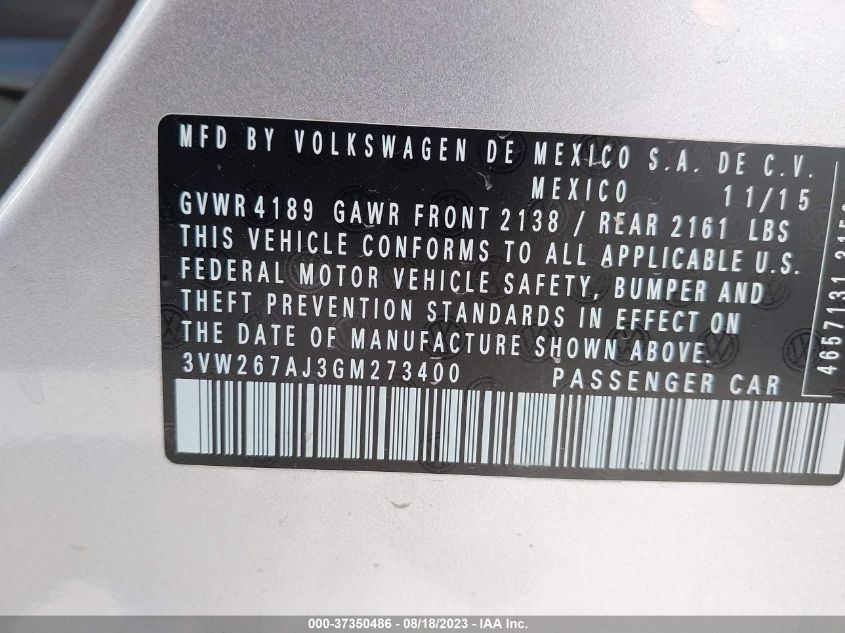 MFD BY VOLKSWAGEN DE MEXICO S.A. DE C.V.
MEXICO 11/15
GVWR 4189 GAWR FRONT 2138 / REAR 2161 LBS
THIS VEHICLE CONFORMS TO ALL APPLICABLE U.S.
FEDERAL MOTOR VEHICLE SAFETY, BUMPER AND
THEFT PREVENTION STANDARDS IN EFFECT ON
THE DATE OF MANUFACTURE SHOWN ABOVE.
3VW267AJ3GM273400 PASSENGER CAR
4657131
000-37350486 - 08/18/2023 - IAA Inc.